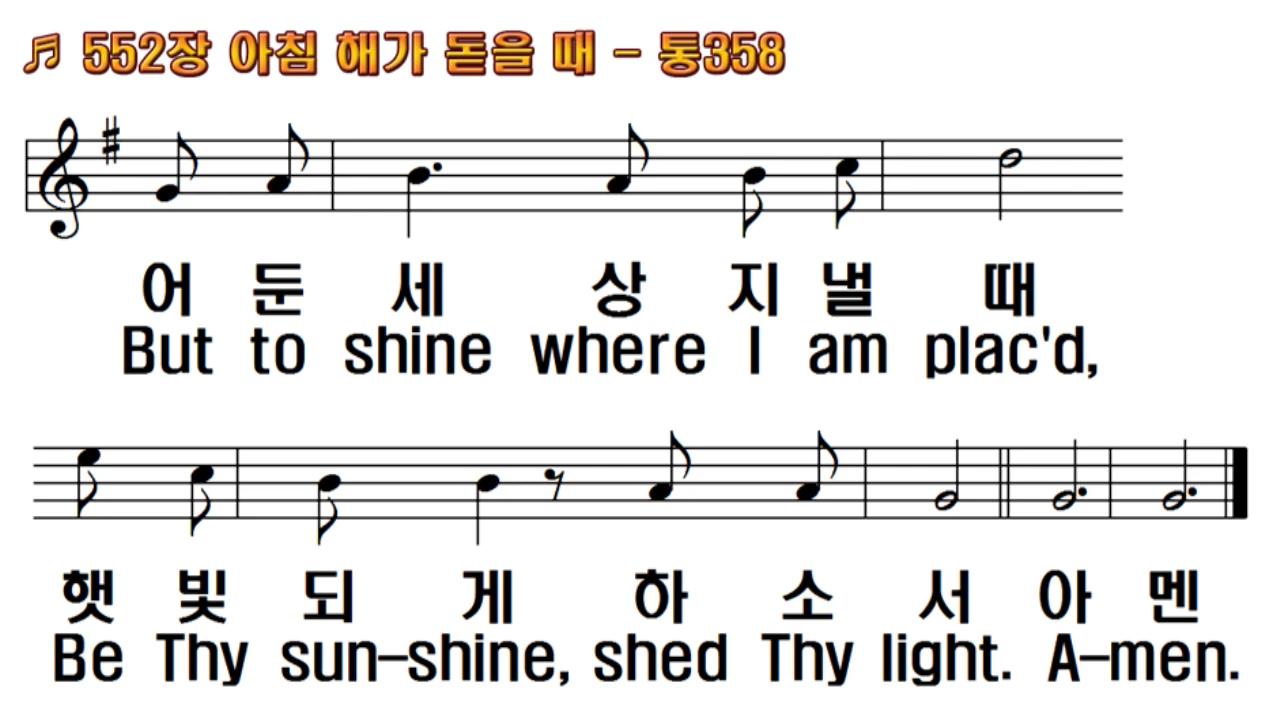 552장 아침 해가 돋을 때 - 통358
어 둔 세 상 지 낼 때
But to shine where I am plac'd,
햇 빛 되 게 하 소 서 아 멘
Be Thy sun-shine, shed Thy light. A-men.